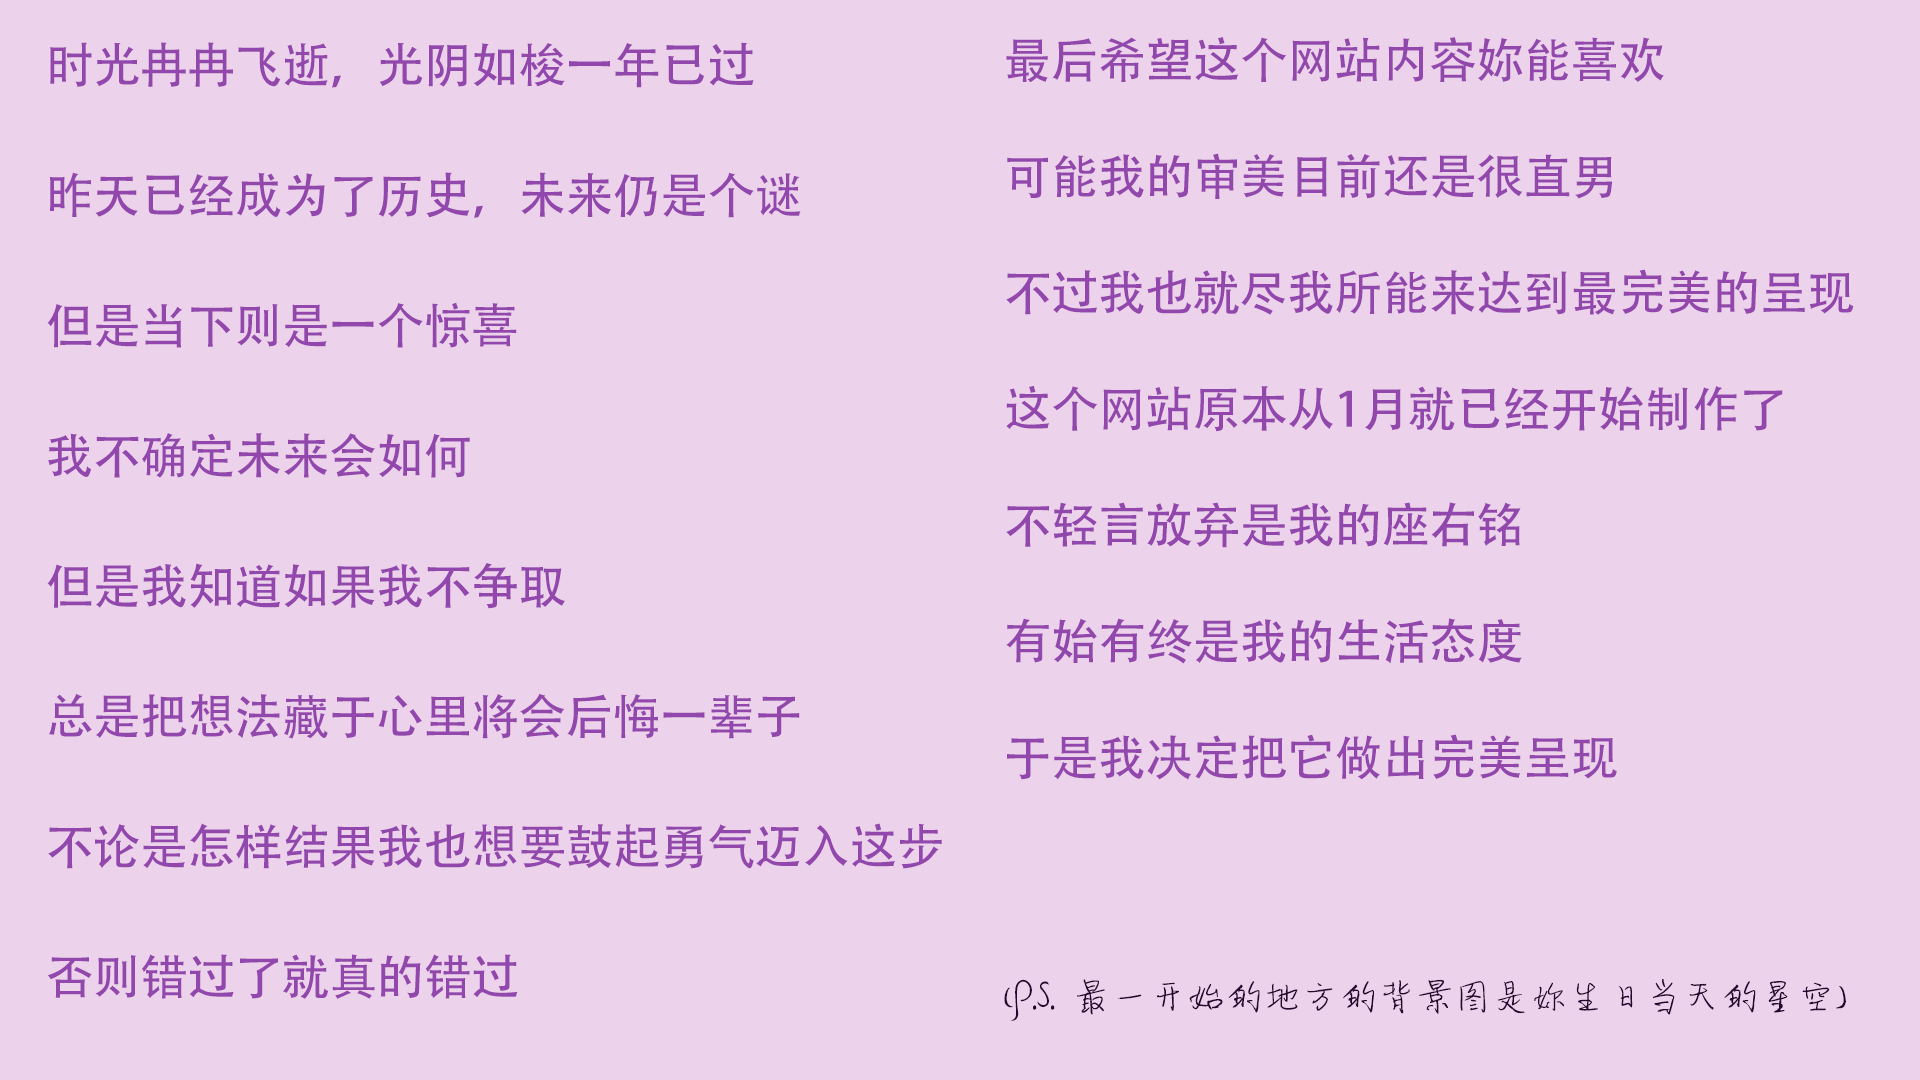 时光冉冉飞逝，光阴如梭一年已过
昨天已经成为了历史，未来仍是个谜
但是当下则是一个惊喜
我不确定未来会如何
但是我知道如果我不争取
总是把想法藏于心里将会后悔一辈子
不论是怎样结果我也想要鼓起勇气迈入这步
否则错过了就真的错过
最后希望这个网站内容妳能喜欢
可能我的审美目前还是很直男
不过我也就尽我所能来达到最完美的呈现
这个网站原本从1月就已经开始制作了
不轻言放弃是我的座右铭
有始有终是我的生活态度
于是我决定把它做出完美呈现
(P.S. 最一开始的地方的背景图是妳生日当天的星空)